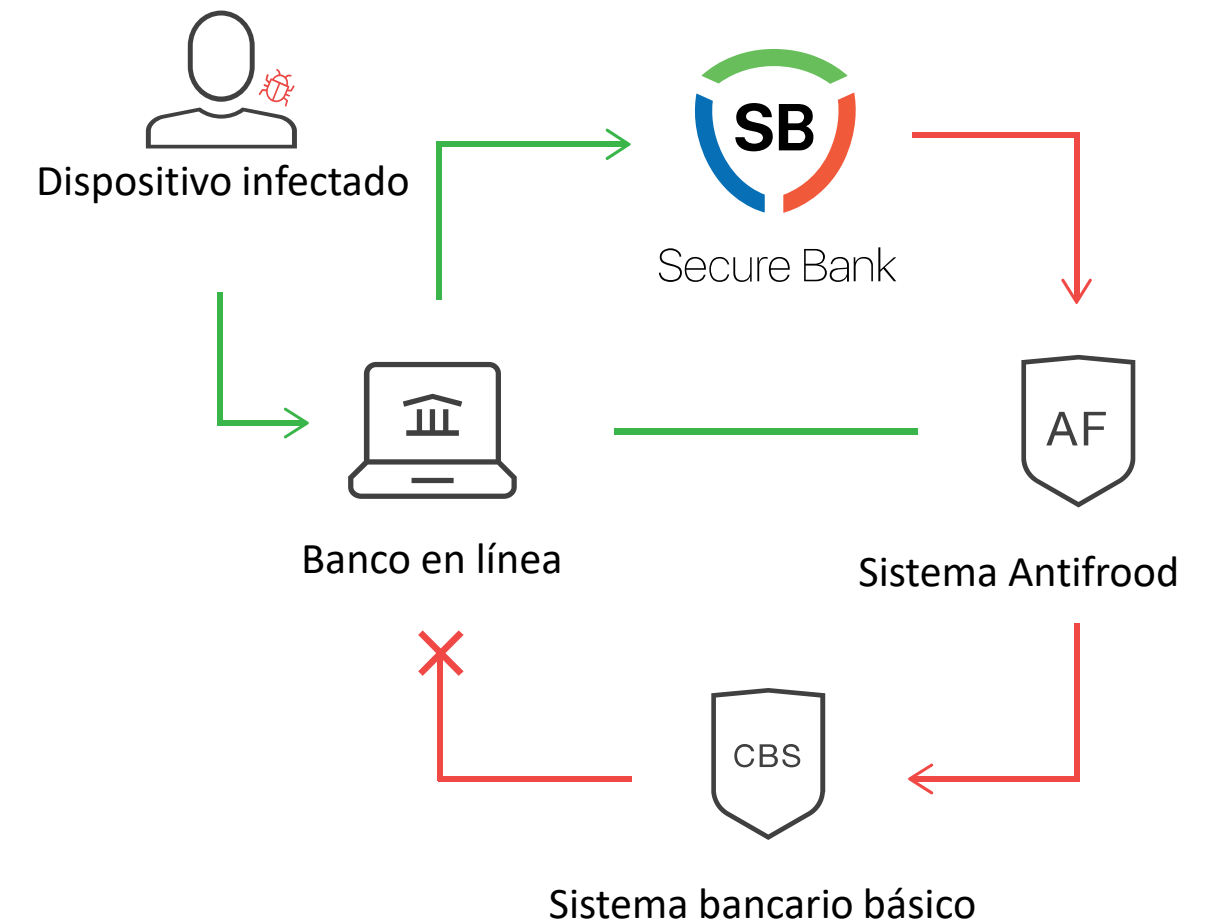 SB
Dispositivo infectado
Secure Bank
AF
Banco en línea
Sistema Antifrood
CBS
Sistema bancario básico